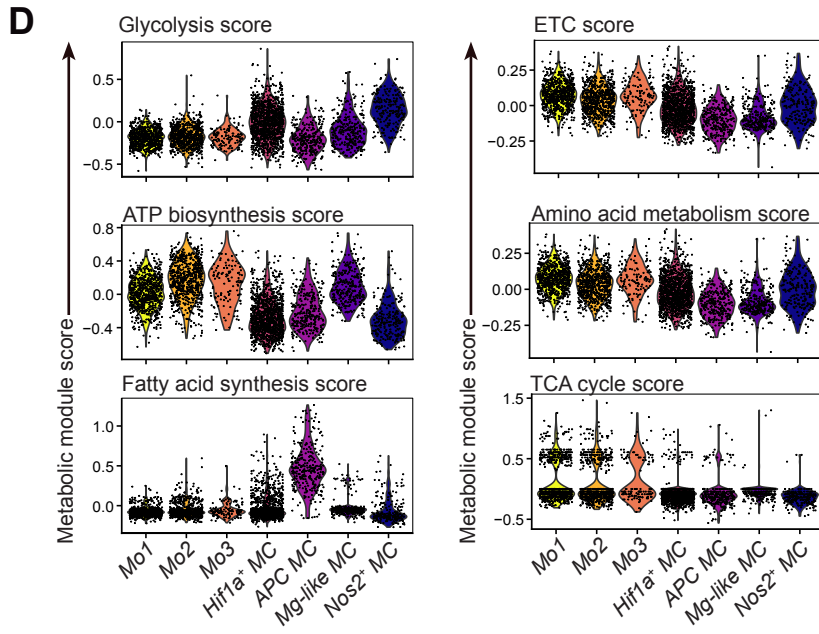 D
Glycolysis score
0.5
0.0
−0.5
ATP biosynthesis score
0.8
0.4
0.0
−0.4
Fatty acid synthesis score
1.0
0.5
0.0
Metabolic module score
Mo1
Mo2
Mo3
Hif1a⁺ MC
APC MC
Mg-like MC
Nos2⁺ MC
ETC score
0.25
0.00
−0.25
Amino acid metabolism score
0.25
0.00
−0.25
TCA cycle score
1.5
0.5
−0.5
Metabolic module score
Mo1
Mo2
Mo3
Hif1a⁺ MC
APC MC
Mg-like MC
Nos2⁺ MC